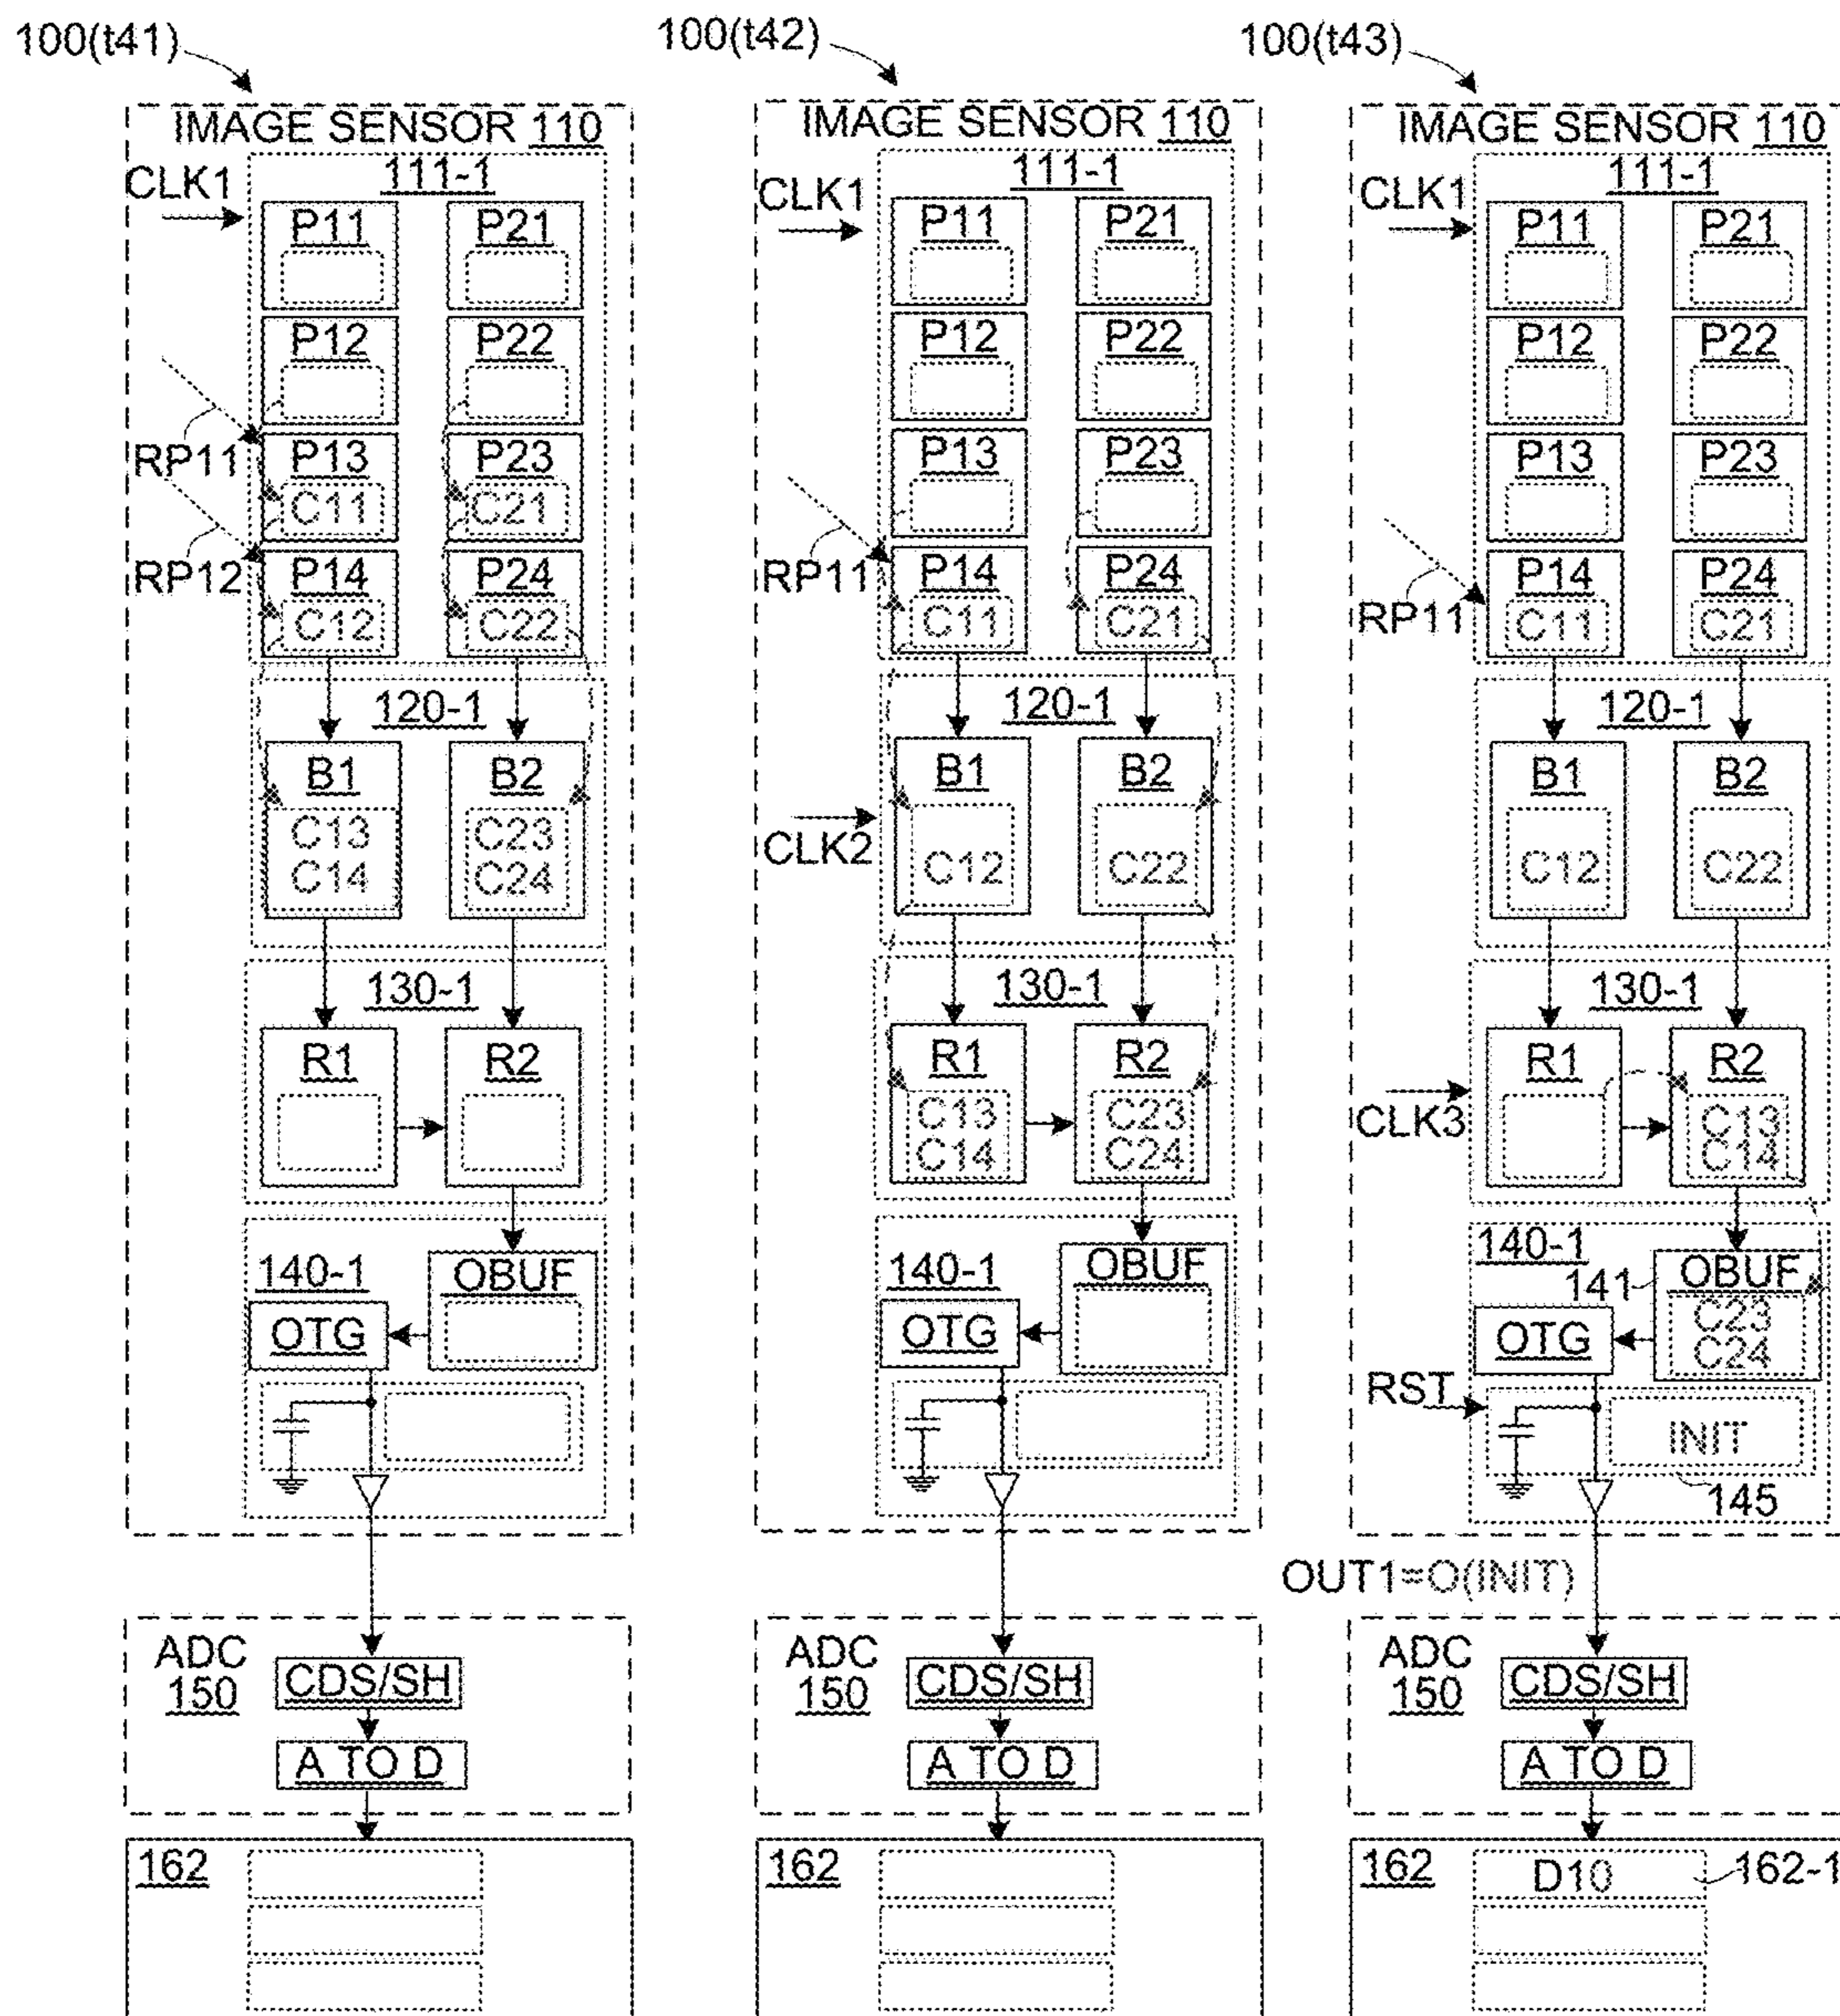 100(t41)
IMAGE SENSOR 110
CLK1
111-1
P11 P21
P12 P22
RP11
P13 P23
C11 C21
RP12
P14 P24
C12 C22
120-1
B1 B2
C13 C23
C14 C24
130-1
R1 R2
140-1
OBUF
OTG
ADC
150
CDS/SH
A TO D
162
100(t42)
IMAGE SENSOR 110
CLK1
111-1
P11 P21
P12 P22
P13 P23
RP11
P14 P24
C11 C21
120-1
B1 B2
CLK2
C12 C22
130-1
R1 R2
C13 C23
C14 C24
140-1
OBUF
OTG
ADC
150
CDS/SH
A TO D
162
100(t43)
IMAGE SENSOR 110
CLK1
111-1
P11 P21
P12 P22
P13 P23
RP11
P14 P24
C11 C21
120-1
B1 B2
C12 C22
130-1
R1 R2
CLK3
C13
C14
140-1
141
OBUF
C23
C24
OTG
RST
INIT
145
OUT1=O(INIT)
ADC
150
CDS/SH
A TO D
162
D10
162-1